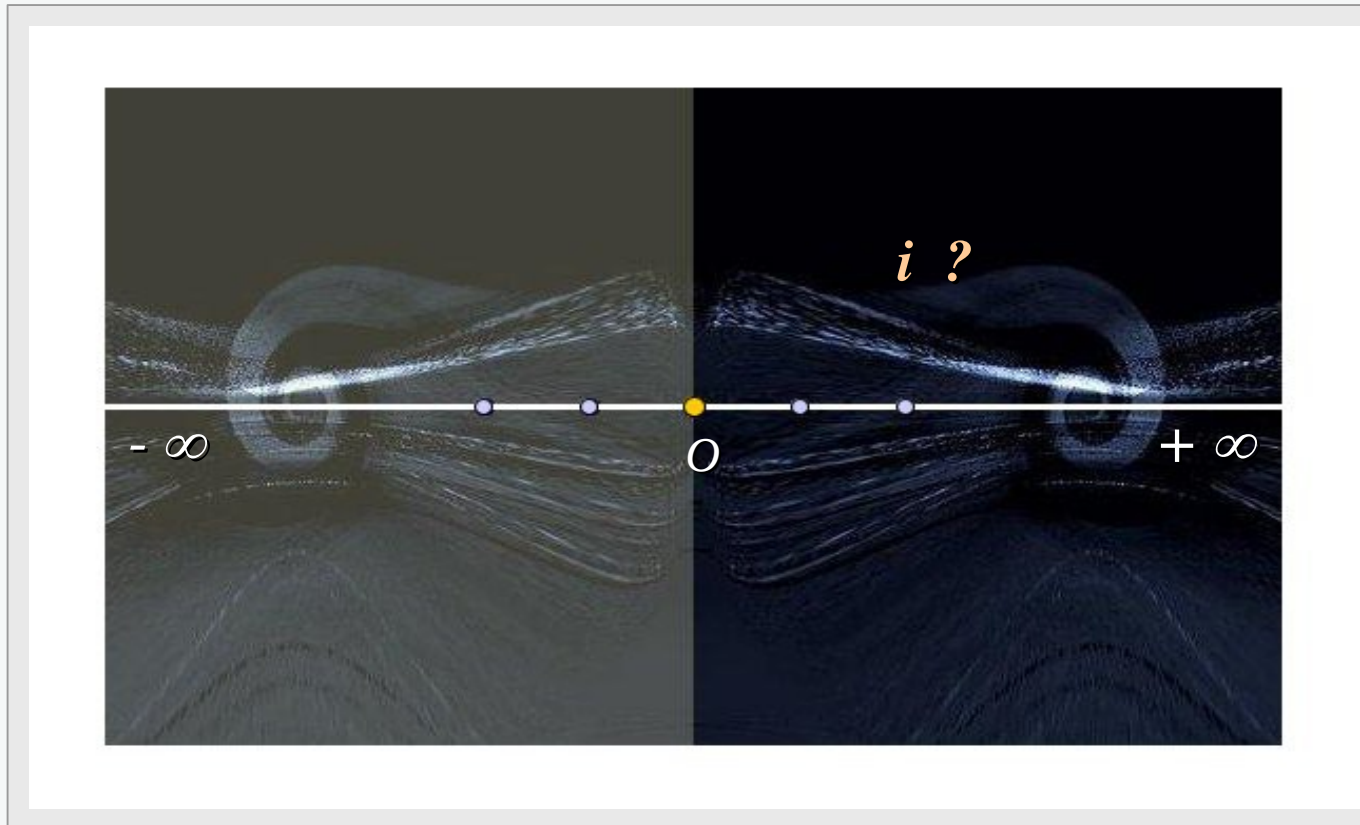 i ?
- ∞ O + ∞